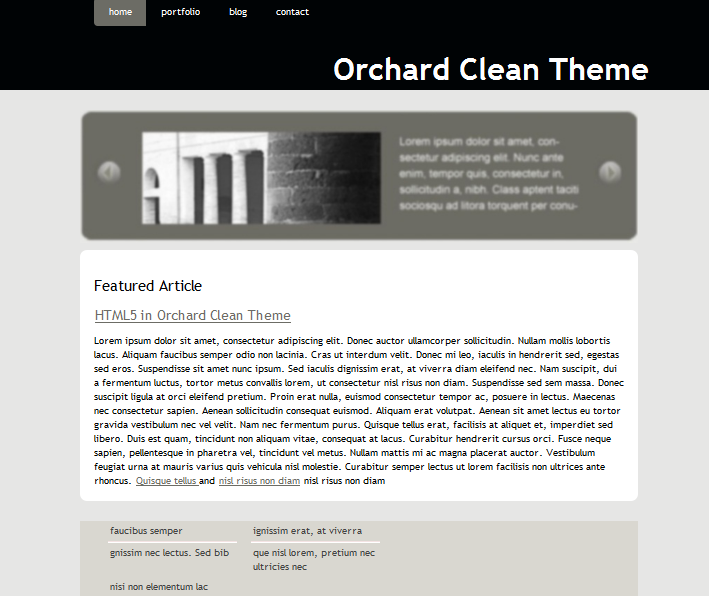 home portfolio blog contact
Orchard Clean Theme
Lorem ipsum dolor sit amet, con-
sectetur adipiscing elit. Nunc ante
enim, tempor quis, consectetur in,
sollicitudin a, nibh. Class aptent taciti
sociosqu ad litora torquent per conu-
Featured Article
HTML5 in Orchard Clean Theme
Lorem ipsum dolor sit amet, consectetur adipiscing elit. Donec auctor ullamcorper sollicitudin. Nullam mollis lobortis
lacus. Aliquam faucibus semper odio non lacinia. Cras ut interdum velit. Donec mi leo, iaculis in hendrerit sed, egestas
sed eros. Suspendisse sit amet nunc ipsum. Sed iaculis dignissim erat, at viverra diam eleifend nec. Nam suscipit, dui
a fermentum luctus, tortor metus convallis lorem, ut consectetur nisl risus non diam. Suspendisse sed sem massa. Donec
suscipit ligula at orci eleifend pretium. Proin erat nulla, euismod consectetur tempor ac, posuere in lectus. Maecenas
nec consectetur sapien. Aenean sollicitudin consequat euismod. Aliquam erat volutpat. Aenean sit amet lectus eu tortor
gravida vestibulum nec vel velit. Nam nec fermentum purus. Quisque tellus erat, facilisis at aliquet et, imperdiet sed
libero. Duis est quam, tincidunt non aliquam vitae, consequat at lacus. Curabitur hendrerit cursus orci. Fusce neque
sapien, pellentesque in pharetra vel, tincidunt vel metus. Nullam mattis mi ac magna placerat auctor. Vestibulum
feugiat urna at mauris varius quis vehicula nisl molestie. Curabitur semper lectus ut lorem facilisis non ultrices ante
rhoncus. Quisque tellus and nisl risus non diam nisl risus non diam
faucibus semper
gnissim nec lectus. Sed bib
nisi non elementum lac
ignissim erat, at viverra
que nisl lorem, pretium nec
ultricies nec